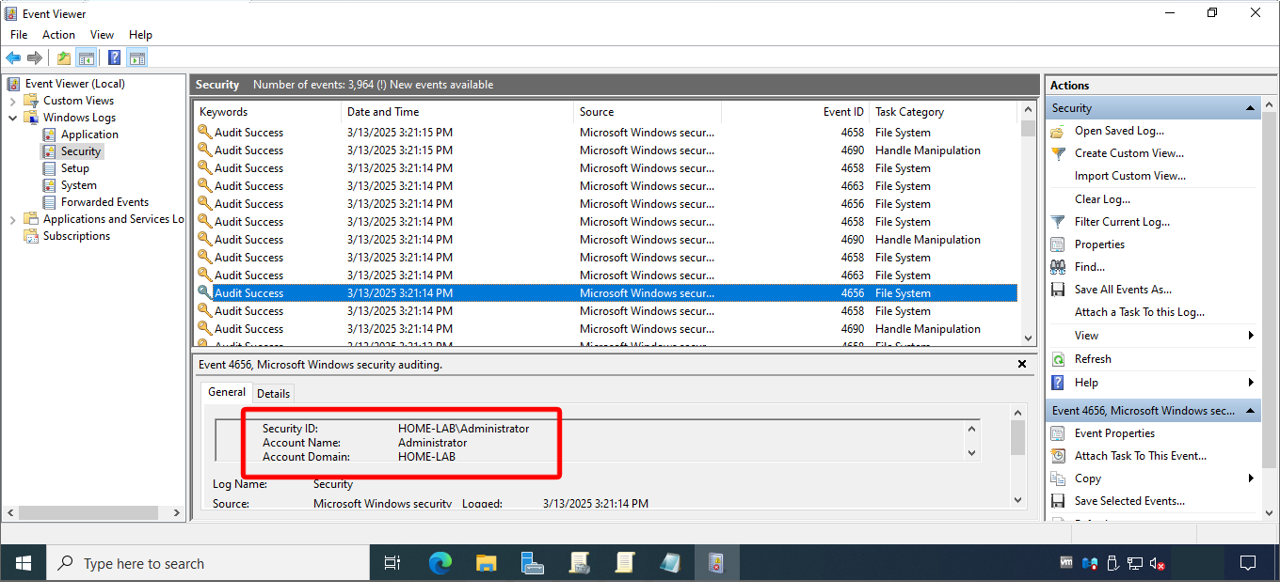 Event Viewer
File Action View Help
Event Viewer (Local)
Custom Views
Windows Logs
Application
Security
Setup
System
Forwarded Events
Applications and Services Lo
Subscriptions
Security Number of events: 3,964 (!) New events available
Keywords Date and Time Source Event ID Task Category
Audit Success 3/13/2025 3:21:15 PM Microsoft Windows secur... 4658 File System
Audit Success 3/13/2025 3:21:15 PM Microsoft Windows secur... 4690 Handle Manipulation
Audit Success 3/13/2025 3:21:14 PM Microsoft Windows secur... 4658 File System
Audit Success 3/13/2025 3:21:14 PM Microsoft Windows secur... 4663 File System
Audit Success 3/13/2025 3:21:14 PM Microsoft Windows secur... 4656 File System
Audit Success 3/13/2025 3:21:14 PM Microsoft Windows secur... 4658 File System
Audit Success 3/13/2025 3:21:14 PM Microsoft Windows secur... 4690 Handle Manipulation
Audit Success 3/13/2025 3:21:14 PM Microsoft Windows secur... 4658 File System
Audit Success 3/13/2025 3:21:14 PM Microsoft Windows secur... 4663 File System
Audit Success 3/13/2025 3:21:14 PM Microsoft Windows secur... 4656 File System
Audit Success 3/13/2025 3:21:14 PM Microsoft Windows secur... 4658 File System
Audit Success 3/13/2025 3:21:14 PM Microsoft Windows secur... 4690 Handle Manipulation
Event 4656, Microsoft Windows security auditing.
General Details
Security ID: HOME-LAB\Administrator
Account Name: Administrator
Account Domain: HOME-LAB
Log Name: Security
Source: Microsoft Windows security Logged: 3/13/2025 3:21:14 PM
Actions
Security
Open Saved Log...
Create Custom View...
Import Custom View...
Clear Log...
Filter Current Log...
Properties
Find...
Save All Events As...
Attach a Task To this Log...
View
Refresh
Help
Event 4656, Microsoft Windows sec...
Event Properties
Attach Task To This Event...
Copy
Save Selected Events...
Type here to search
vm